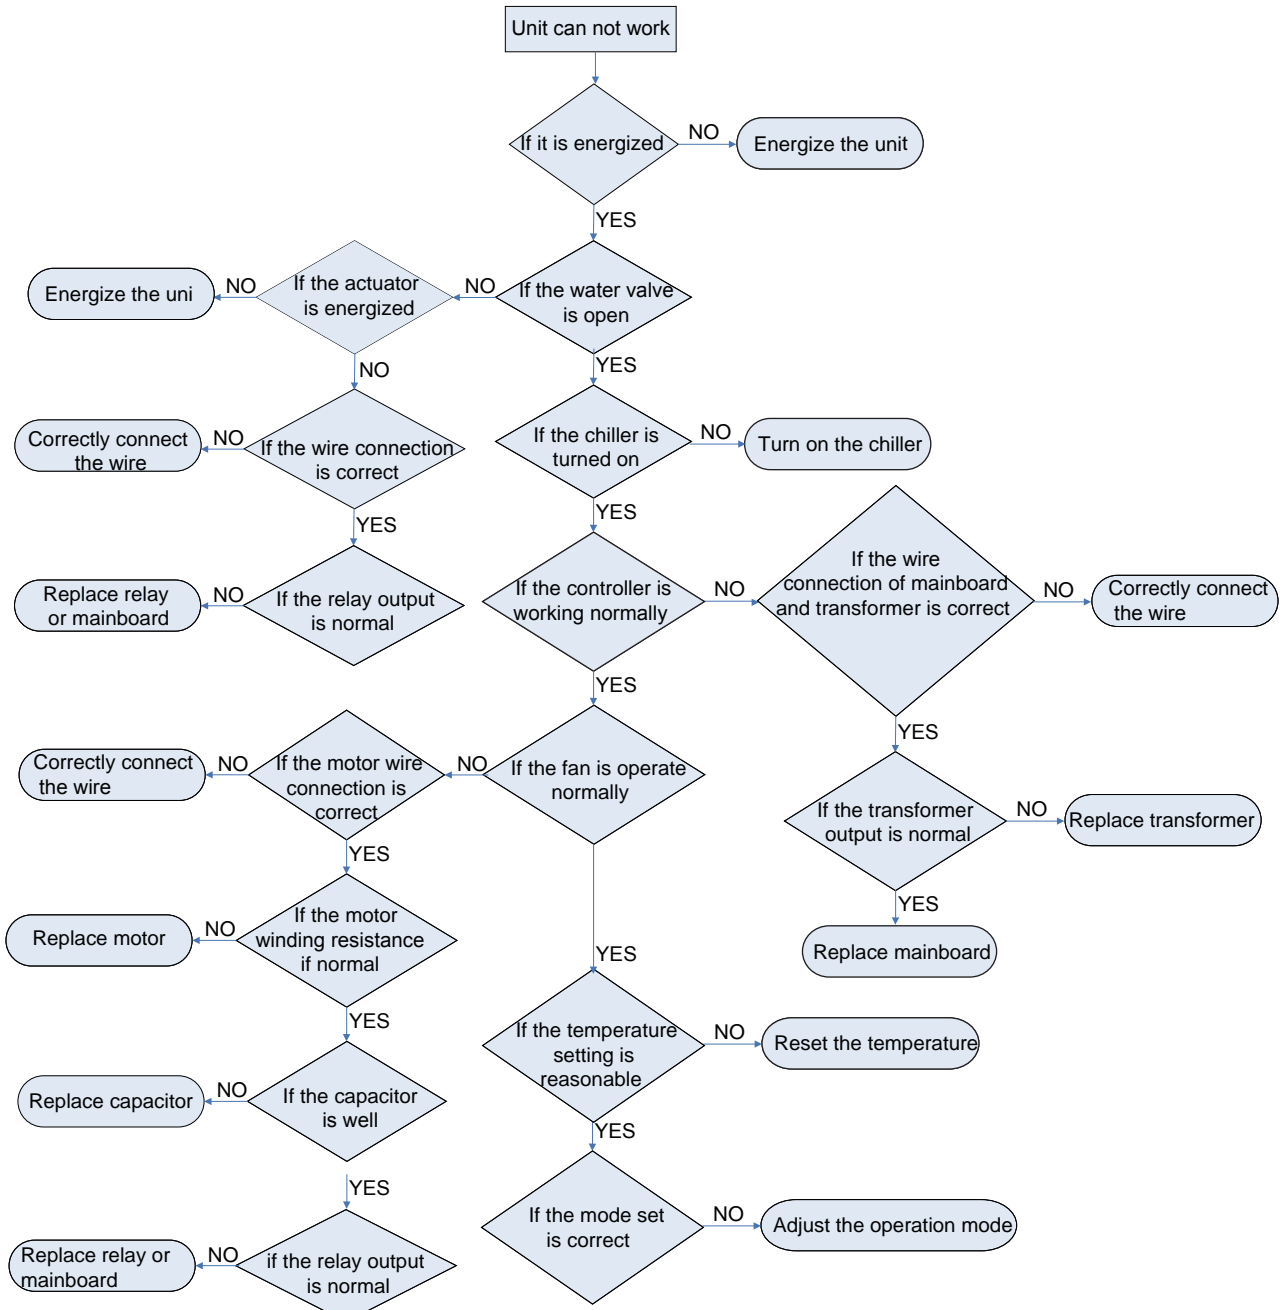 Unit can not work
If it is energized
NO
Energize the unit
YES
Energize the uni
NO
If the actuator
is energized
NO
If the water valve
is open
NO
YES
Correctly connect
the wire
NO
If the wire connection
is correct
If the chiller is
turned on
NO
Turn on the chiller
YES
YES
Replace relay
or mainboard
NO
If the relay output
is normal
If the controller is
working normally
NO
If the wire
connection of mainboard
and transformer is correct
NO
Correctly connect
the wire
YES
YES
Correctly connect
the wire
NO
If the motor wire
connection is
correct
NO
If the fan is operate
normally
If the transformer
output is normal
NO
Replace transformer
YES
YES
Replace mainboard
Replace motor
NO
If the motor
winding resistance
if normal
YES
YES
If the temperature
setting is
reasonable
NO
Reset the temperature
Replace capacitor
NO
If the capacitor
is well
YES
YES
If the mode set
is correct
NO
Adjust the operation mode
Replace relay or
mainboard
NO
if the relay output
is normal